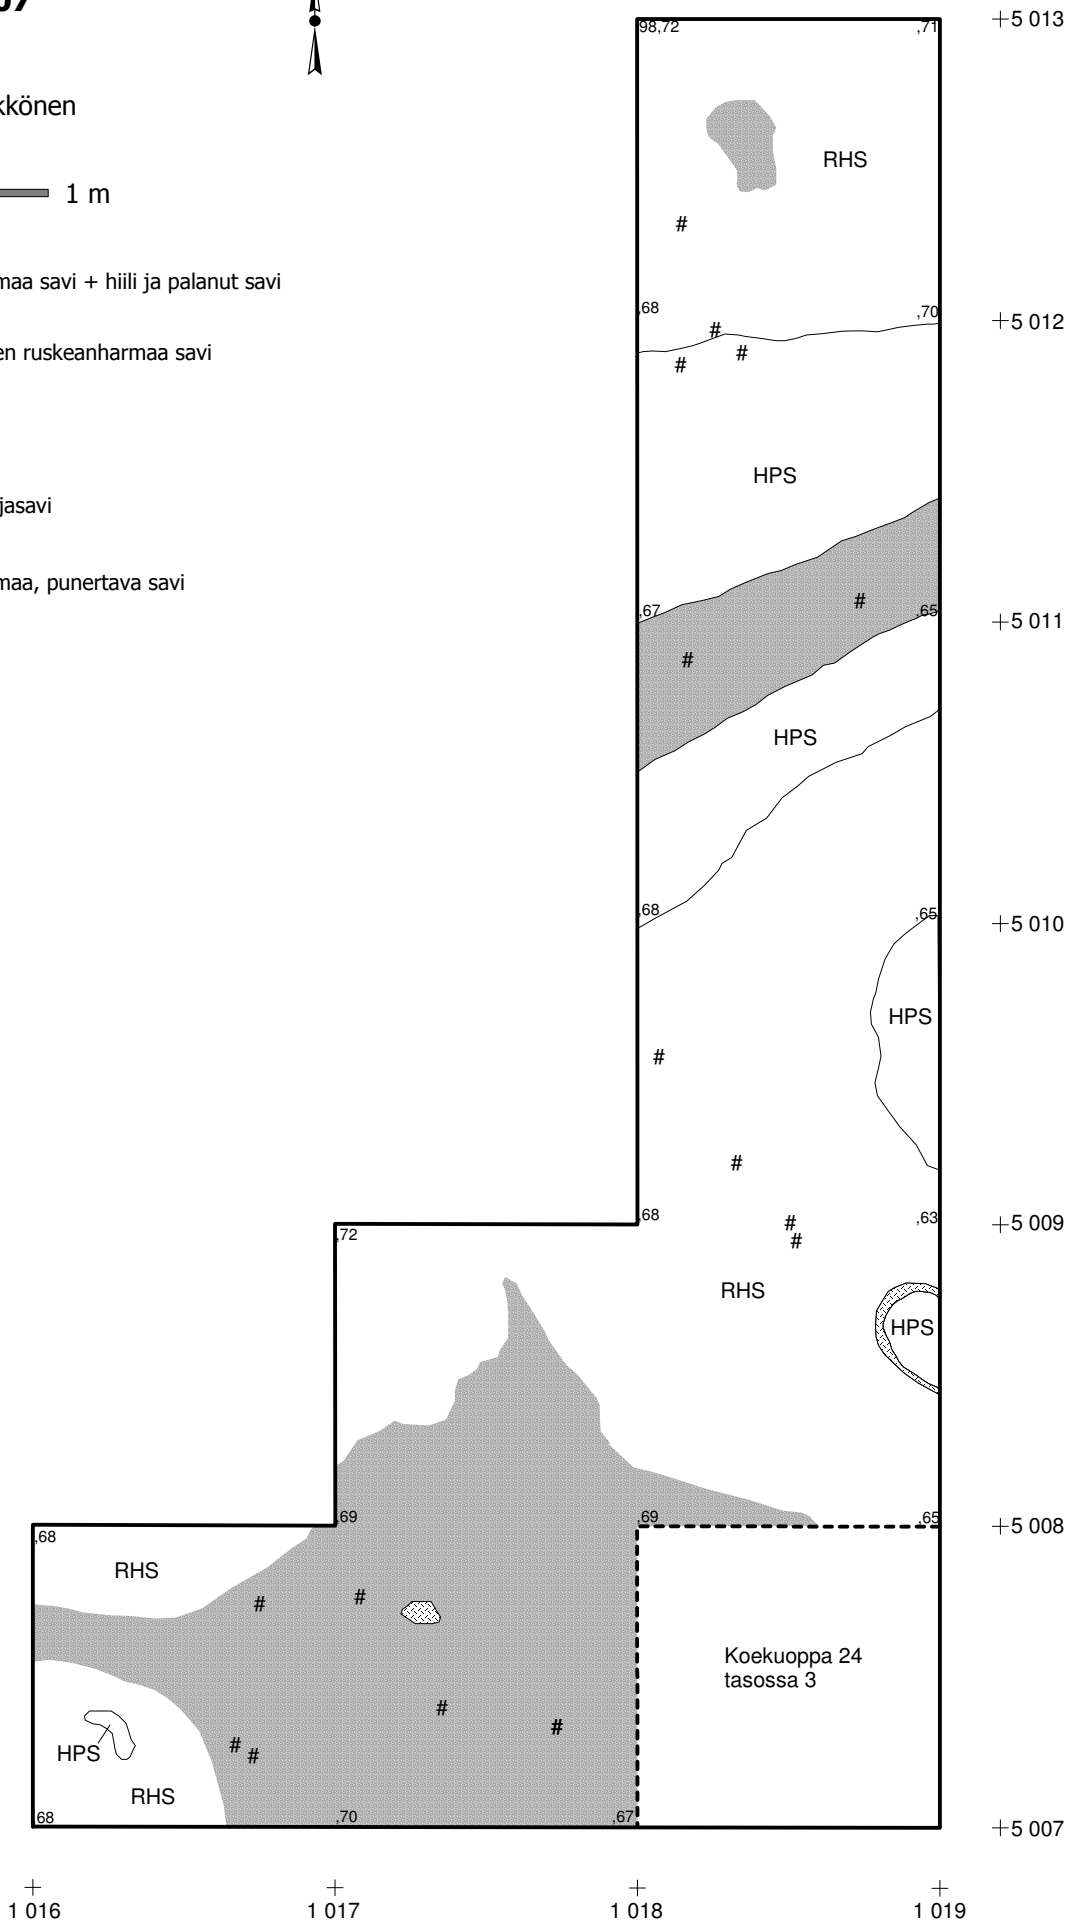 98,72 ,71 +5 013
kkönen
RHS
1 m
#
maa savi + hiili ja palanut savi
,68 ,70 +5 012
#
en ruskeanharmaa savi #
#
HPS
jasavi
maa, punertava savi
# 
,67 ,65 +5 011
#
HPS
,68 ,65 +5 010
HPS
#
#
,68 ,63 +5 009
#
,72
#
RHS
HPS
,69 ,69 ,65 +5 008
,68
RHS
# #
Koekuoppa 24
tasossa 3
#
#
#
HPS #
RHS
68 ,70 ,67 +5 007
1 016 1 017 1 018 1 019